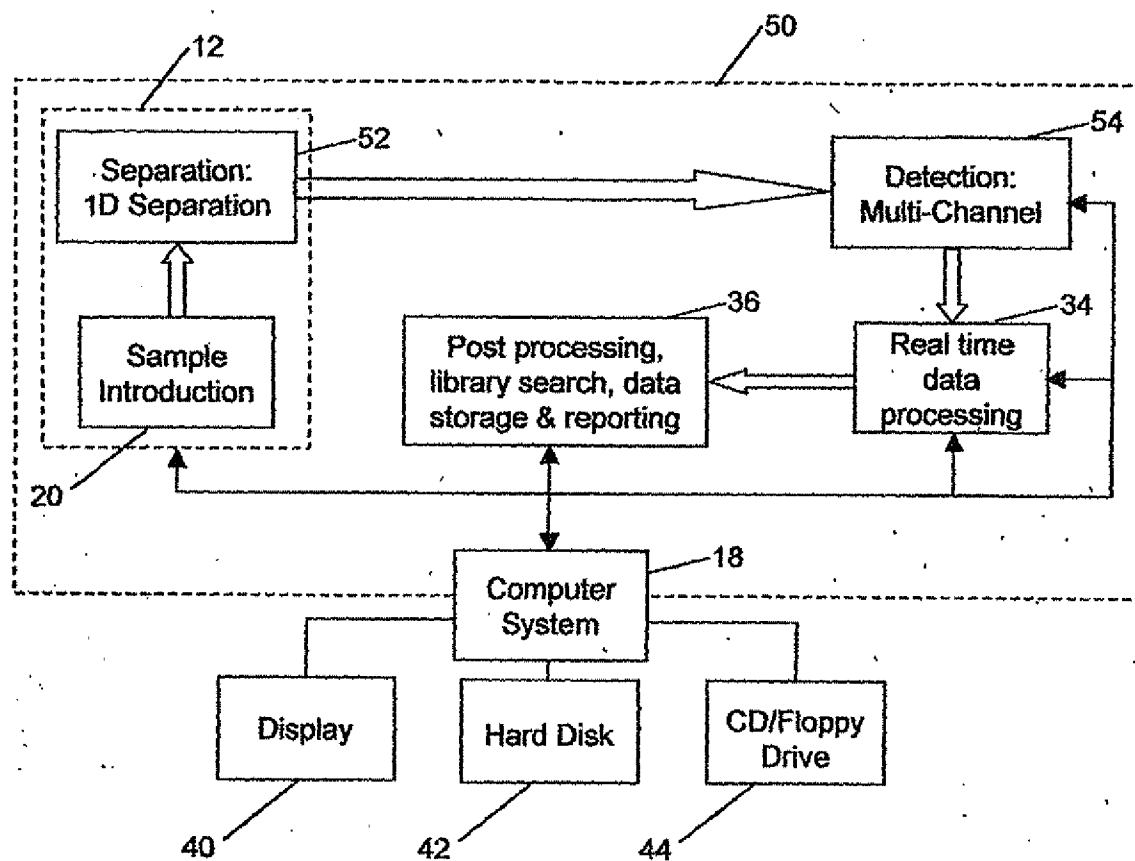 50
12
52
54
Separation:
1D Separation
Detection:
Multi-Channel
36
34
Sample
Introduction
Post processing,
library search, data
storage & reporting
Real time
data
processing
20
18
Computer
System
Display
Hard Disk
CD/Floppy
Drive
40
42
44